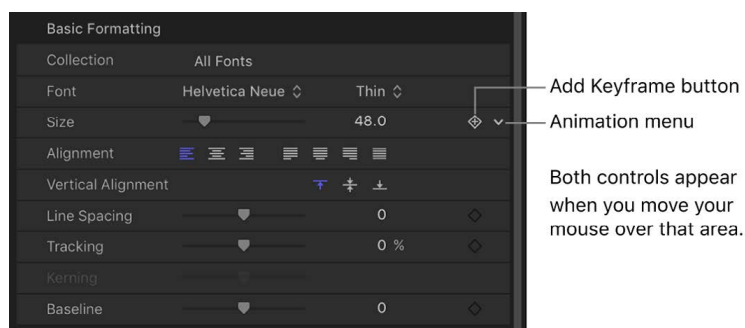 Basic Formatting
Collection All Fonts
Font Helvetica Neue Thin
Size 48.0
Alignment
Vertical Alignment
Line Spacing 0
Tracking 0 %
Kerning
Baseline 0
Add Keyframe button
Animation menu
Both controls appear
when you move your
mouse over that area.